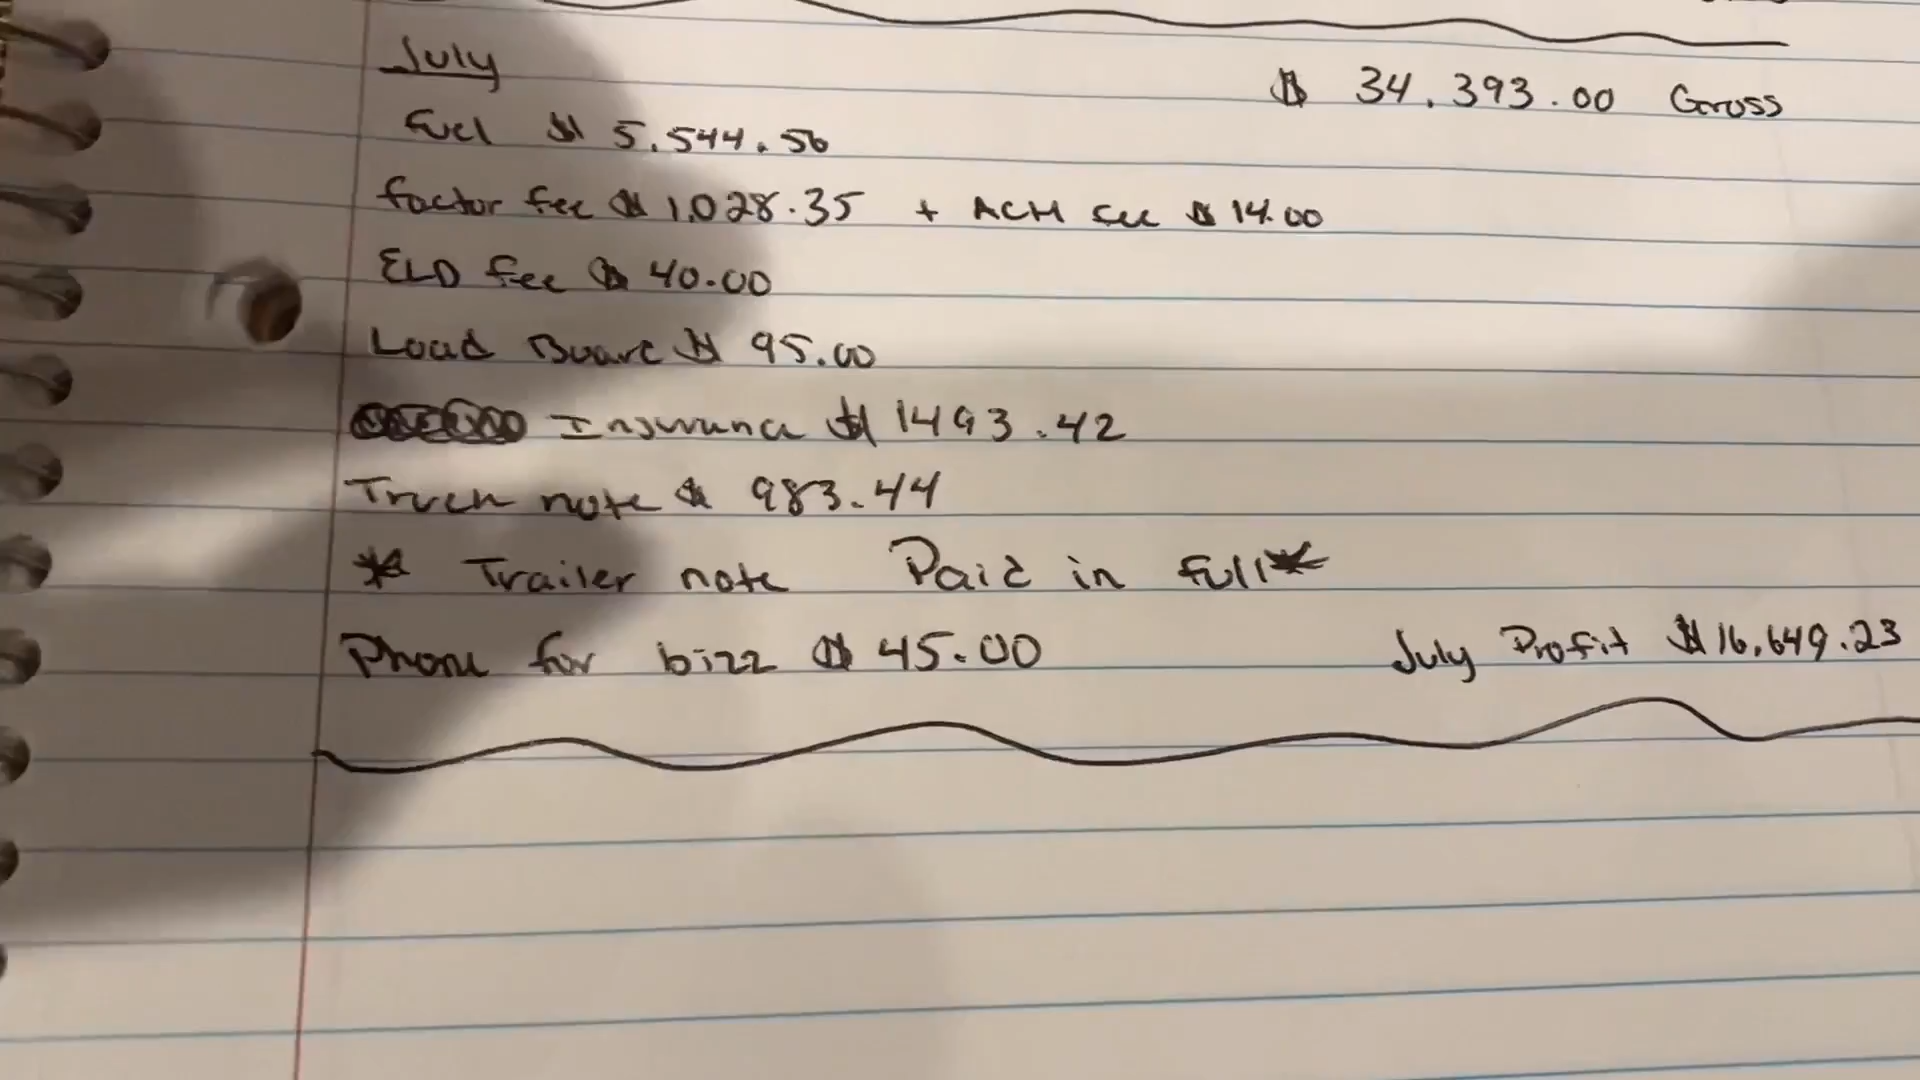 July
$ 34,393.00 Gross
Fuel $ 5,544.56
factor fee $ 1,028.35 + ACH fee $ 14.00
ELD fee $ 40.00
Load Board $ 95.00
Insurance $ 1493.42
Truck note $ 983.44
* Trailer note Paid in full *
Phone for bizz $ 45.00
July Profit $ 16,649.23